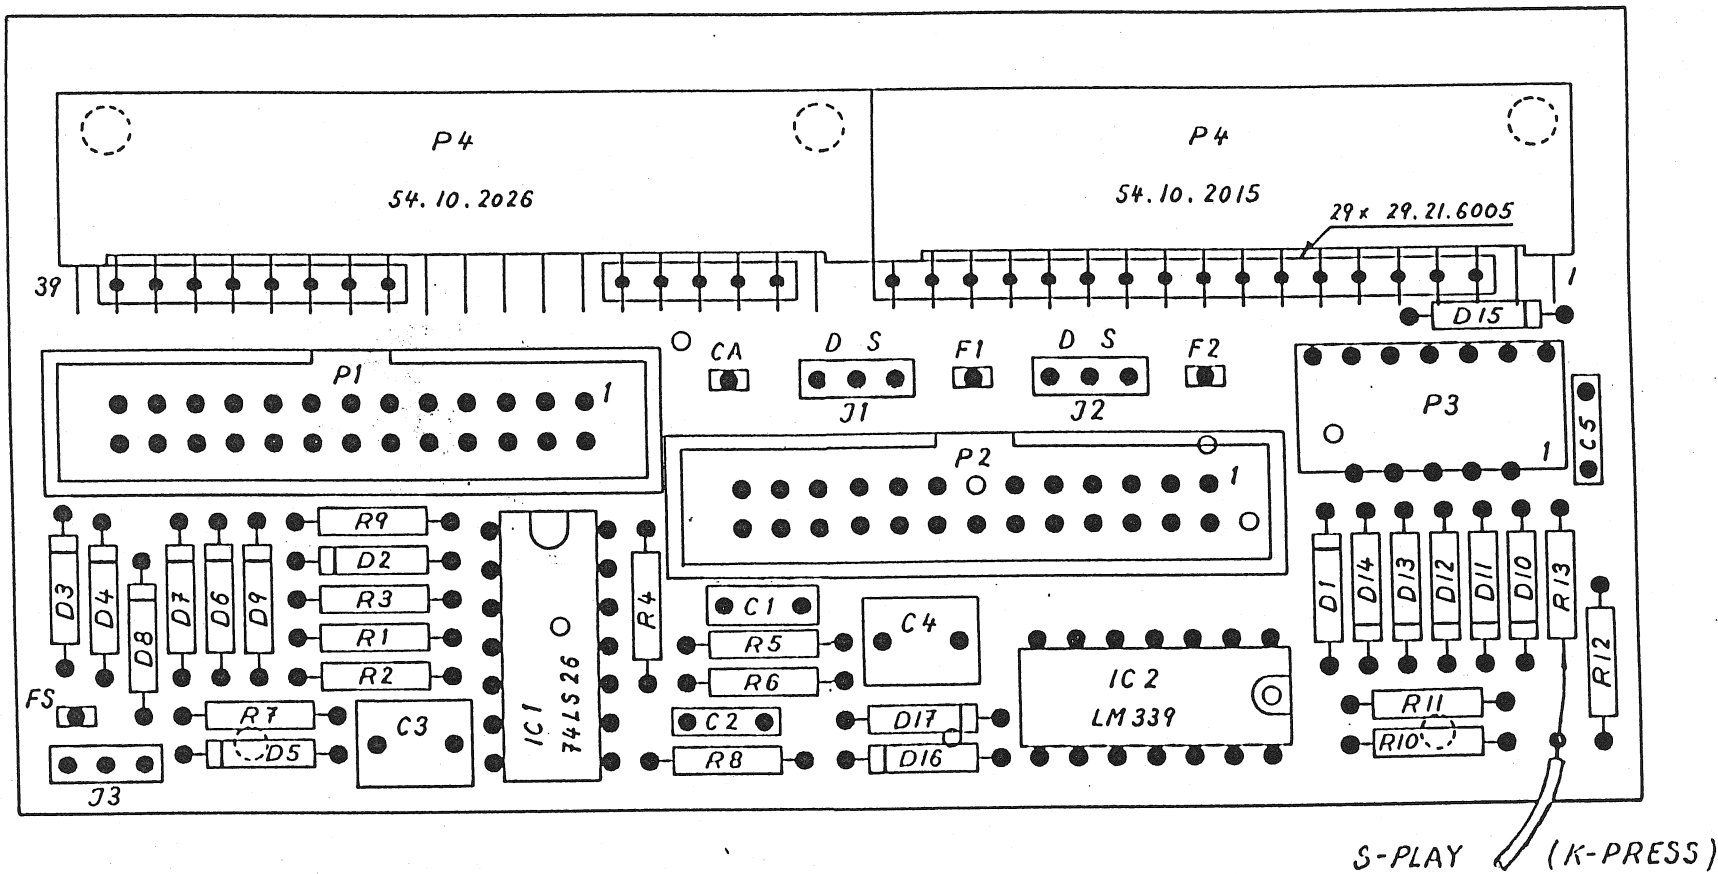 P4
P4
54.10.2026
54.10.2015
29x 29.21.6005
39
1
D15
CA
D S
F1
D S
F2
P1
1
J1
J2
P3
1
C5
P2
1
R9
D2
R3
R1
R2
D3
D4
D8
D7
D6
D9
R4
C1
R5
R6
C4
D1
D14
D13
D12
D11
D10
R13
R12
FS
R7
D5
C3
IC1
74LS26
C2
R8
D17
D16
IC2
LM339
R11
R10
J3
S-PLAY (K-PRESS)